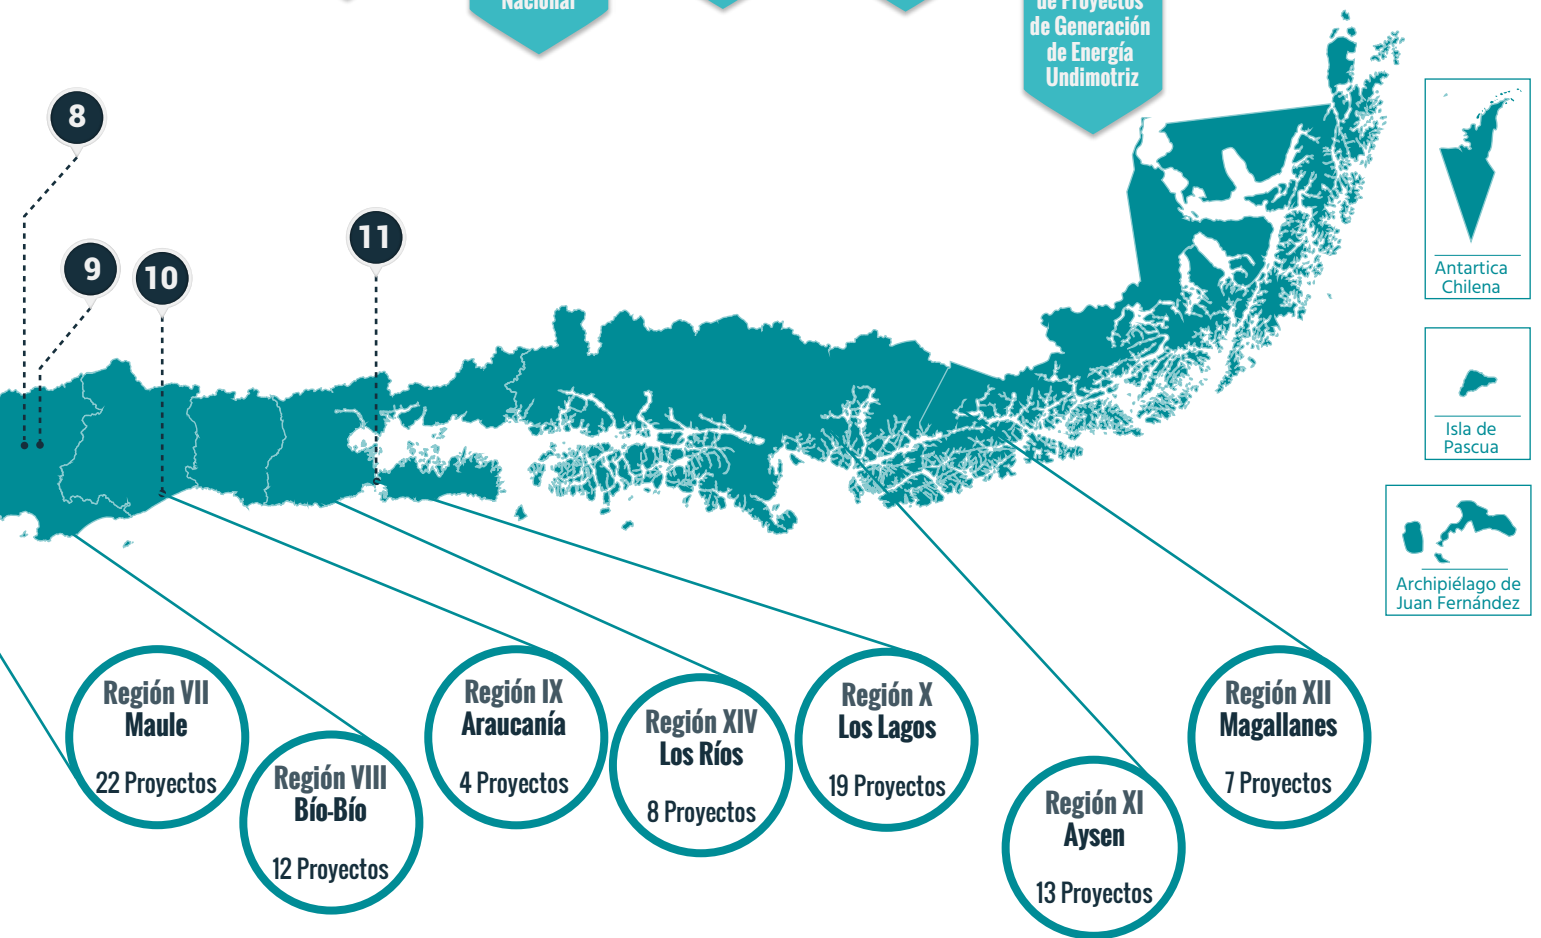 Nacional
de Proyectos
de Generación
de Energía
Undimotriz
8
9
10
11
Antartica
Chilena
Isla de
Pascua
Archipiélago de
Juan Fernández
Región VII
Maule
22 Proyectos
Región VIII
Bío-Bío
12 Proyectos
Región IX
Araucanía
4 Proyectos
Región XIV
Los Ríos
8 Proyectos
Región X
Los Lagos
19 Proyectos
Región XI
Aysen
13 Proyectos
Región XII
Magallanes
7 Proyectos